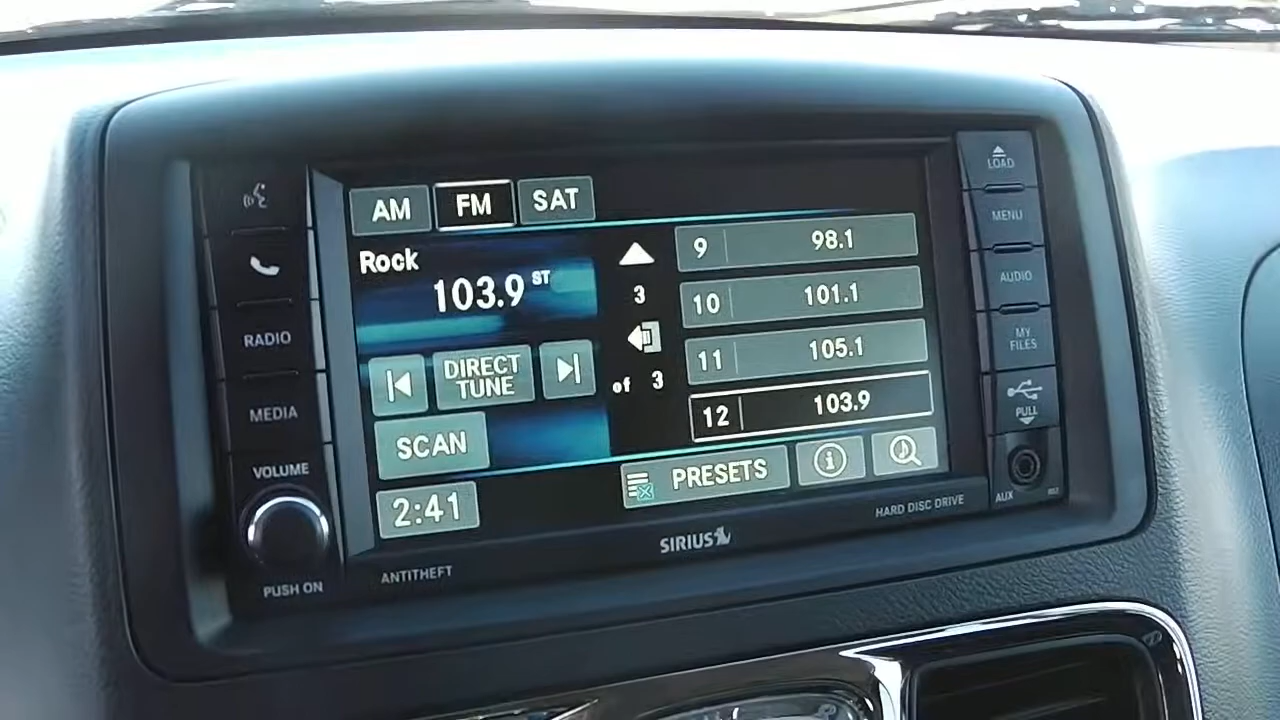 AM FM SAT
Rock
103.9 ST
DIRECT
TUNE
SCAN
2:41
3
of 3
9 98.1
10 101.1
11 105.1
12 103.9
PRESETS
RADIO
MEDIA
VOLUME
PUSH ON
ANTITHEFT
SIRIUS
HARD DISC DRIVE
LOAD
MENU
AUDIO
MY
FILES
PULL
AUX